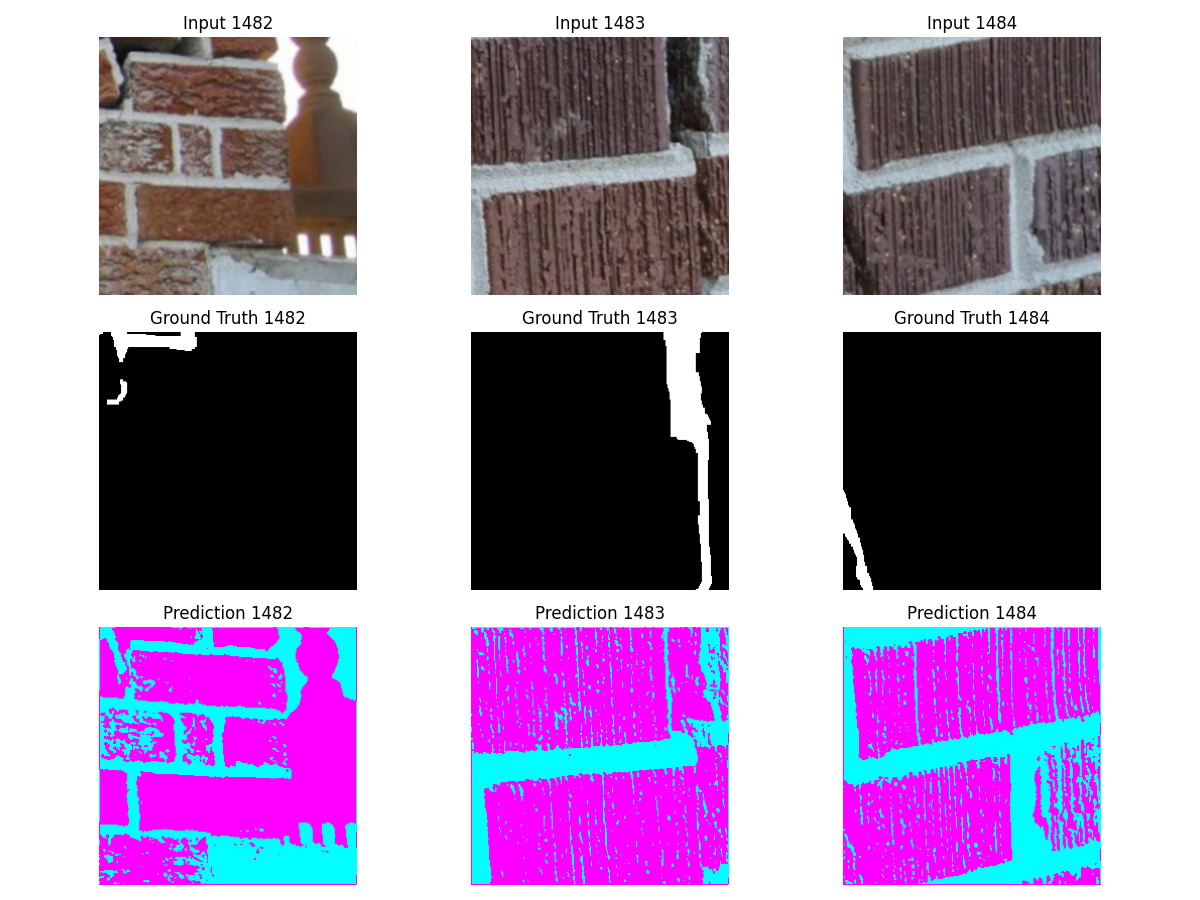 Input 1482
Input 1483
Input 1484
Ground Truth 1482
Ground Truth 1483
Ground Truth 1484
Prediction 1482
Prediction 1483
Prediction 1484